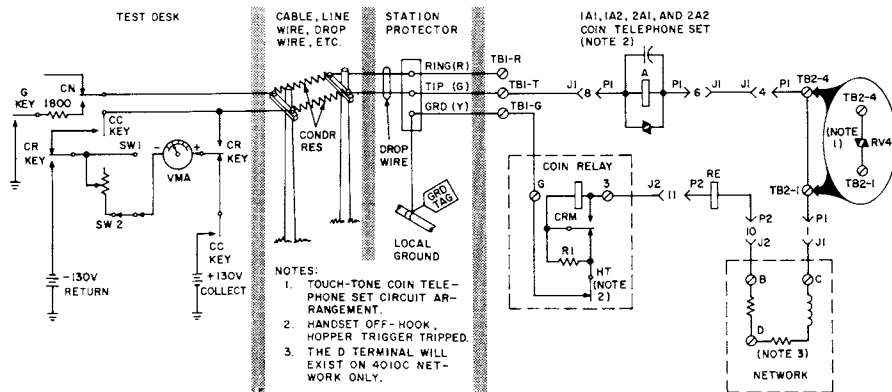 TEST DESK
CABLE, LINE
WIRE, DROP
WIRE, ETC.
STATION
PROTECTOR
1A1, 1A2, 2A1, AND 2A2
COIN TELEPHONE SET
(NOTE 2)
RING(R)
TB1-R
TIP (G)
TB1-T
GRD (Y)
TB1-G
J1
8
P1
A
P1
6
J1
J1
4
P1
TB2-4
TB2-4
(NOTE
1)
RV4
TB2-1
TB2-1
G
KEY
1800
CN
CC
KEY
CR
KEY
SW1
-
+
VMA
CR
KEY
SW 2
CC
KEY
-130V
RETURN
+130V
COLLECT
CONDR
RES
DROP
WIRE
GRD
TAG
LOCAL
GROUND
COIN RELAY
G
3
CRM
R1
HT
(NOTE
2)
J2
11
P2
RE
P2
10
J2
P1
1
J1
B
C
D
(NOTE 3)
NETWORK
NOTES:
1. TOUCH-TONE COIN TELE-
PHONE SET CIRCUIT AR-
RANGEMENT.
2. HANDSET OFF-HOOK,
HOPPER TRIGGER TRIPPED.
3. THE D TERMINAL WILL
EXIST ON 4010C NET-
WORK ONLY.